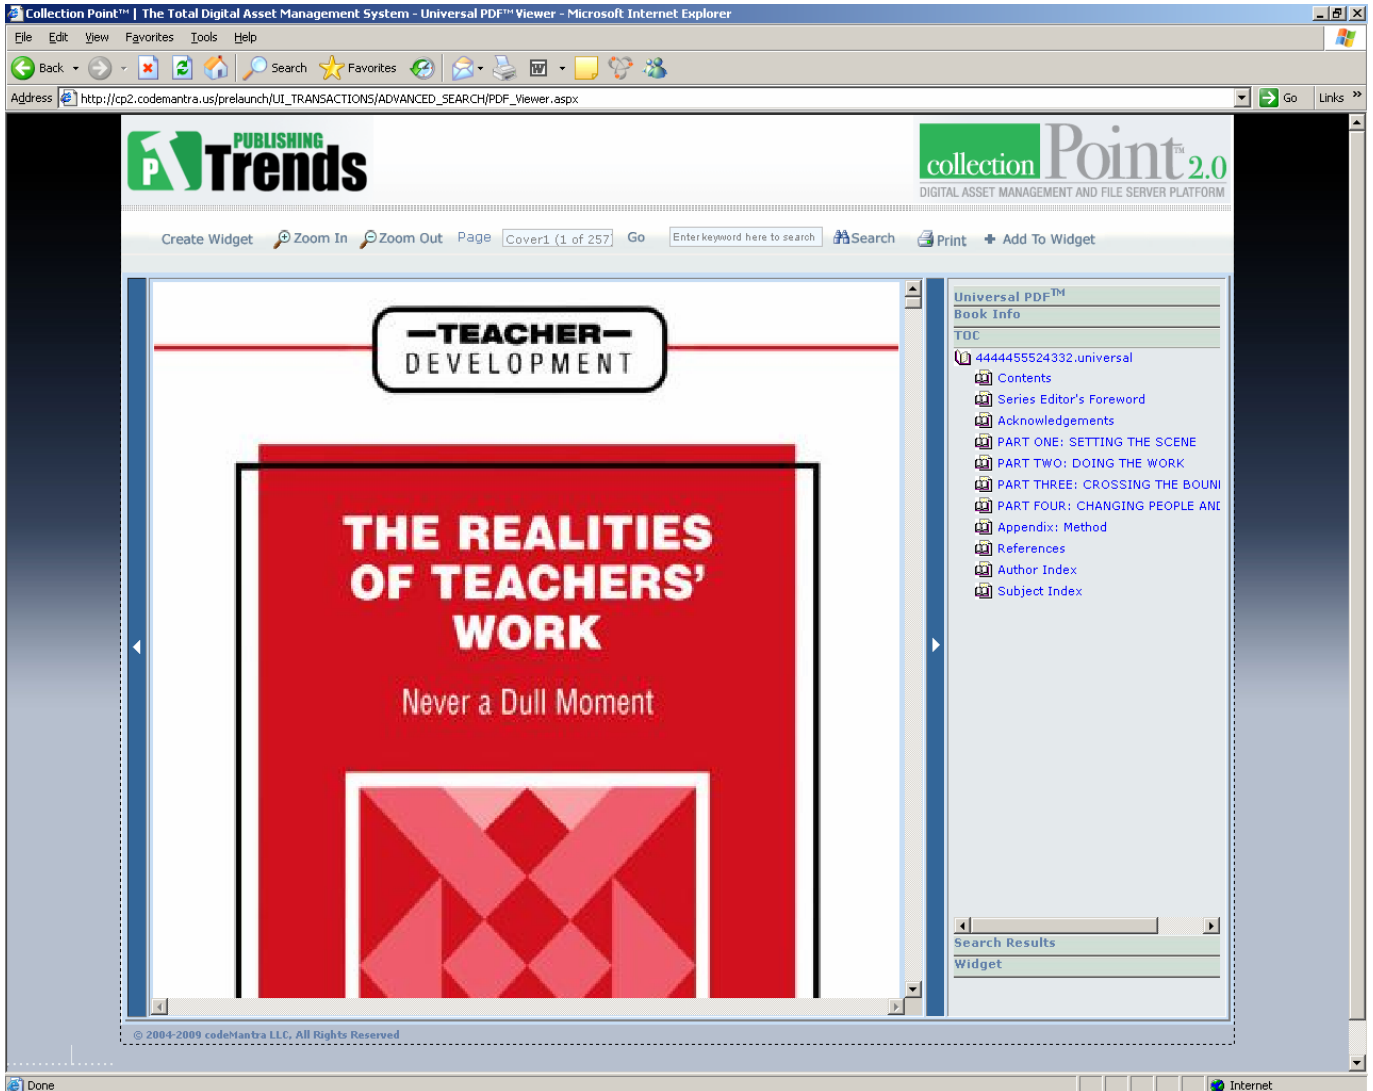 Collection Point™ | The Total Digital Asset Management System - Universal PDF™ Viewer - Microsoft Internet Explorer
File Edit View Favorites Tools Help
Back Search Favorites
Address http://cp2.codemantra.us/prelaunch/UI_TRANSACTIONS/ADVANCED_SEARCH/PDF_Viewer.aspx Go Links »
P PUBLISHING
Trends
collection Point™ 2.0
DIGITAL ASSET MANAGEMENT AND FILE SERVER PLATFORM
Create Widget Zoom In Zoom Out Page Cover1 (1 of 257) Go Enter keyword here to search Search Print Add To Widget
TEACHER
DEVELOPMENT
THE REALITIES
OF TEACHERS'
WORK
Never a Dull Moment
Universal PDF™
Book Info
TOC
4444455524332.universal
Contents
Series Editor's Foreword
Acknowledgements
PART ONE: SETTING THE SCENE
PART TWO: DOING THE WORK
PART THREE: CROSSING THE BOUN
PART FOUR: CHANGING PEOPLE AND
Appendix: Method
References
Author Index
Subject Index
Search Results
Widget
© 2004-2009 codeMantra LLC, All Rights Reserved
Done Internet